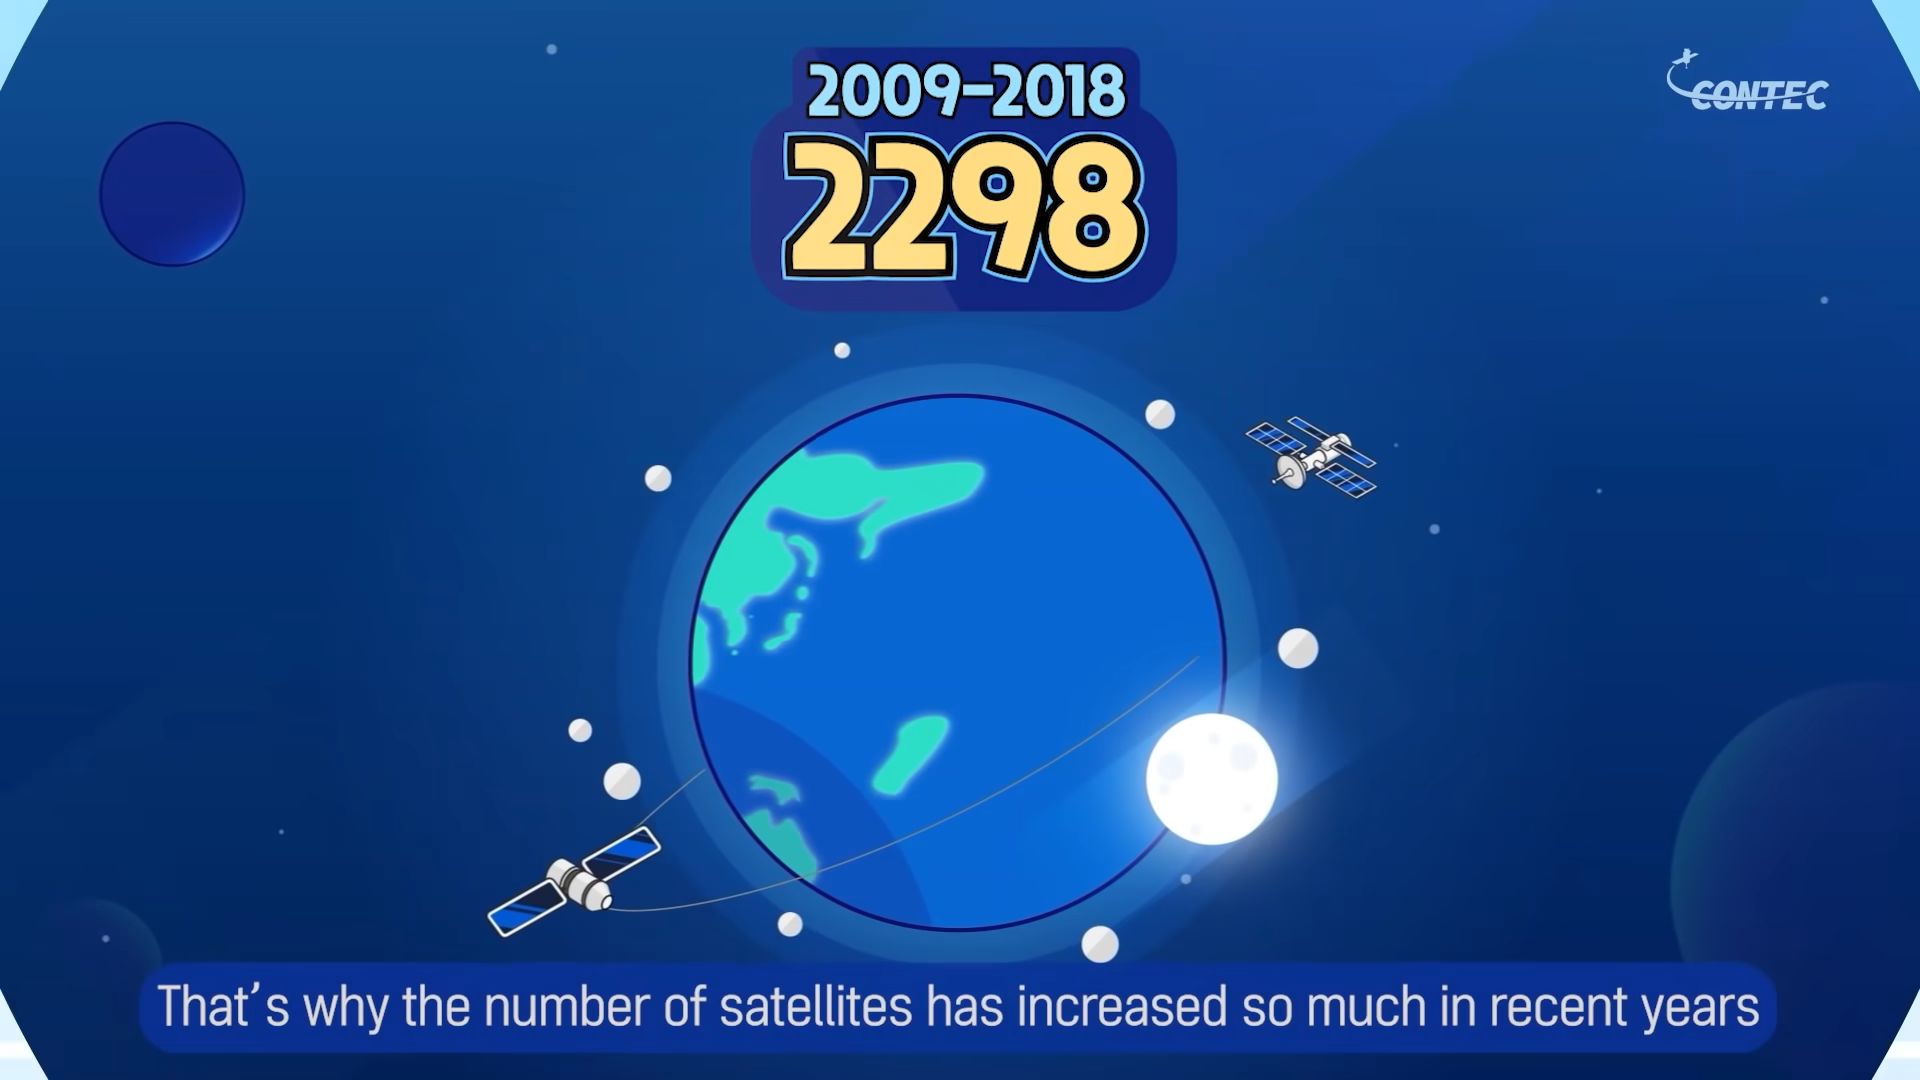 2009–2018
CONTEC
2298
That's why the number of satellites has increased so much in recent years